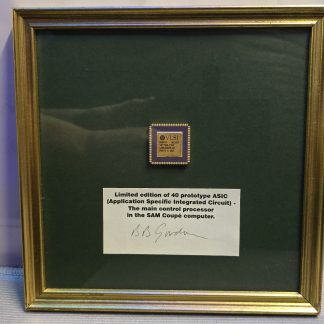 VLSI
Limited edition of 40 prototype ASIC
(Application Specific Integrated Circuit) -
The main control processor
in the SAM Coupé computer.
B B Gordon